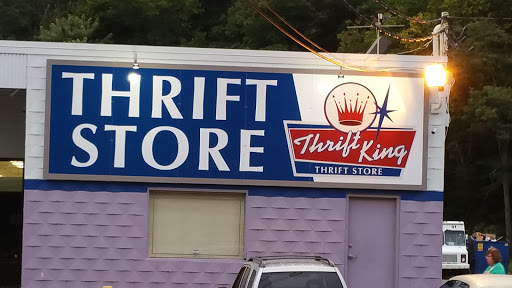 THRIFT
STORE
Thrift
King
THRIFT STORE